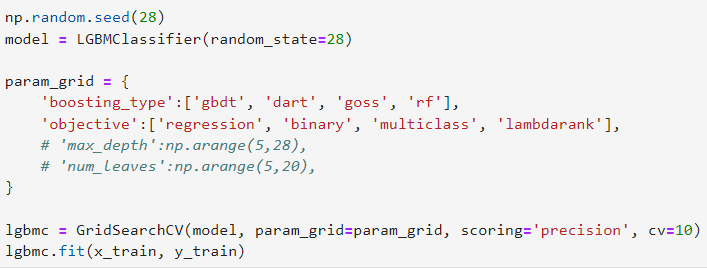 np.random.seed(28)
model = LGBMClassifier(random_state=28)
param_grid = {
    'boosting_type':['gbdt', 'dart', 'goss', 'rf'],
    'objective':['regression', 'binary', 'multiclass', 'lambdarank'],
    # 'max_depth':np.arange(5,28),
    # 'num_leaves':np.arange(5,20),
}
lgbmc = GridSearchCV(model, param_grid=param_grid, scoring='precision', cv=10)
lgbmc.fit(x_train, y_train)